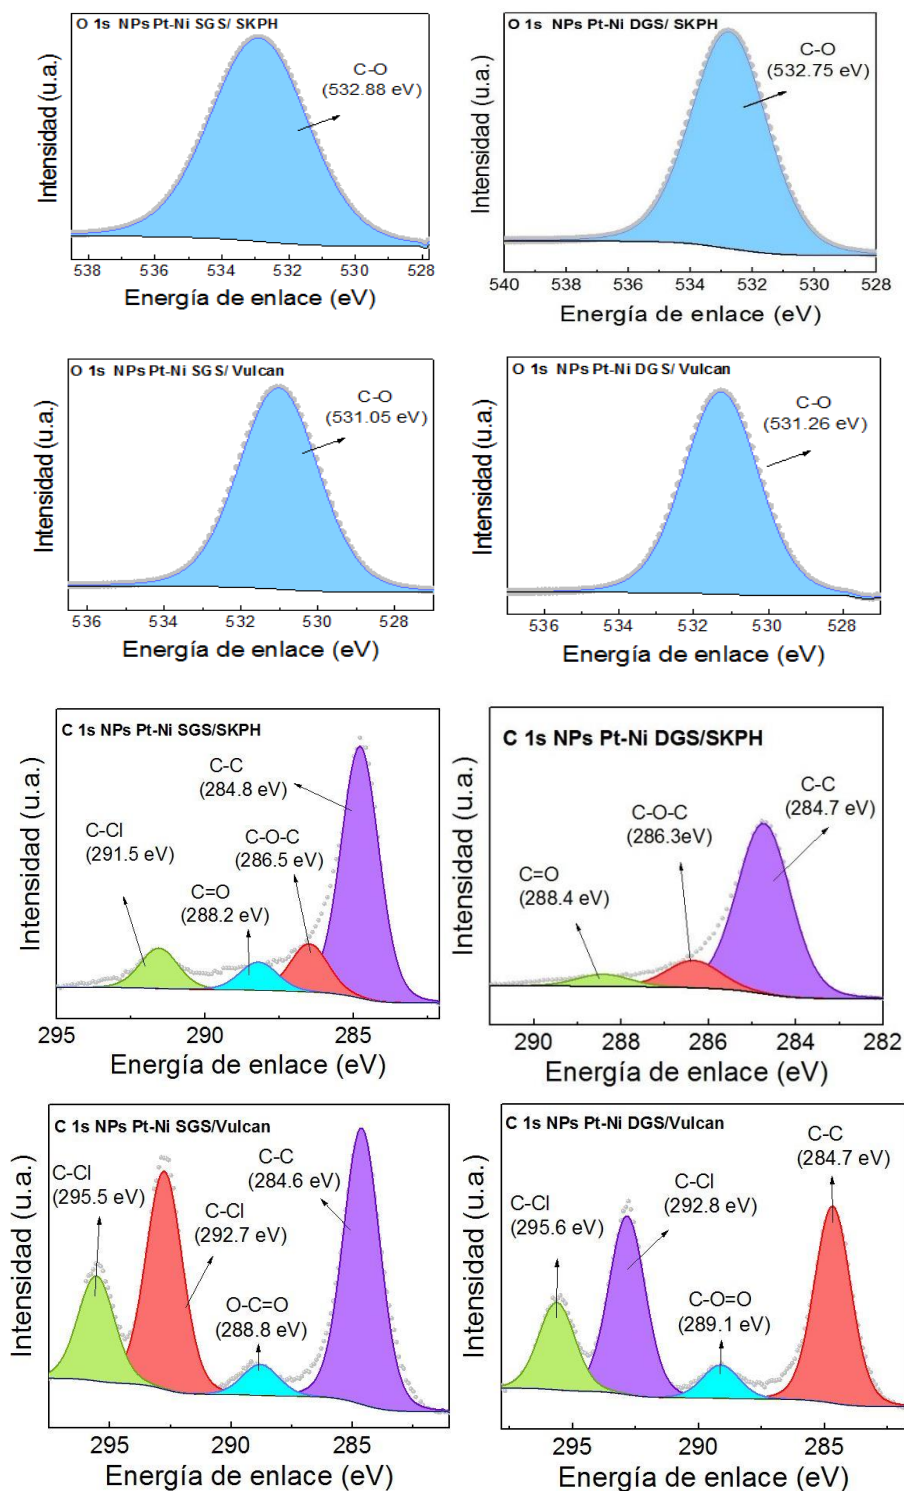 O 1s NPs Pt-Ni SGS/ SKPH
C-O
(532.88 eV)
Intensidad (u.a.)
538 536 534 532 530 528
Energía de enlace (eV)
O 1s NPs Pt-Ni DGS/ SKPH
C-O
(532.75 eV)
Intensidad (u.a.)
540 538 536 534 532 530 528
Energía de enlace (eV)
O 1s NPs Pt-Ni SGS/ Vulcan
C-O
(531.05 eV)
Intensidad (u.a.)
536 534 532 530 528
Energía de enlace (eV)
O 1s NPs Pt-Ni DGS/ Vulcan
C-O
(531.26 eV)
Intensidad (u.a.)
536 534 532 530 528
Energía de enlace (eV)
C 1s NPs Pt-Ni SGS/SKPH
C-C
(284.8 eV)
C-Cl
(291.5 eV)
C-O-C
(286.5 eV)
C=O
(288.2 eV)
Intensidad (u.a.)
295 290 285
Energía de enlace (eV)
C 1s NPs Pt-Ni DGS/SKPH
C-C
(284.7 eV)
C-O-C
(286.3eV)
C=O
(288.4 eV)
Intensidad (u.a.)
290 288 286 284 282
Energía de enlace (eV)
C 1s NPs Pt-Ni SGS/Vulcan
C-Cl
(295.5 eV)
C-C
(284.6 eV)
C-Cl
(292.7 eV)
O-C=O
(288.8 eV)
Intensidad (u.a.)
295 290 285
Energía de enlace (eV)
C 1s NPs Pt-Ni DGS/Vulcan
C-C
(284.7 eV)
C-Cl
(295.6 eV)
C-Cl
(292.8 eV)
C-O=O
(289.1 eV)
Intensidad (u.a.)
295 290 285
Energía de enlace (eV)